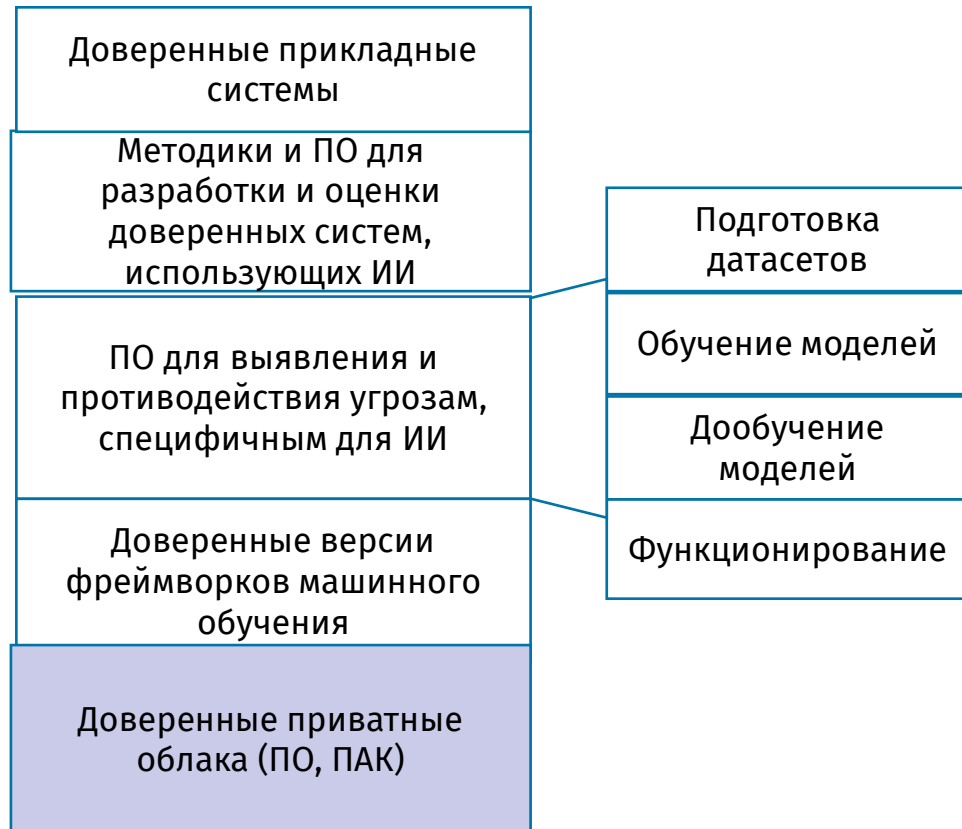 Доверенные прикладные
системы
Методики и ПО для
разработки и оценки
доверенных систем,
использующих ИИ
ПО для выявления и
противодействия угрозам,
специфичным для ИИ
Доверенные версии
фреймворков машинного
обучения
Доверенные приватные
облака (ПО, ПАК)
Подготовка
датасетов
Обучение моделей
Дообучение
моделей
Функционирование